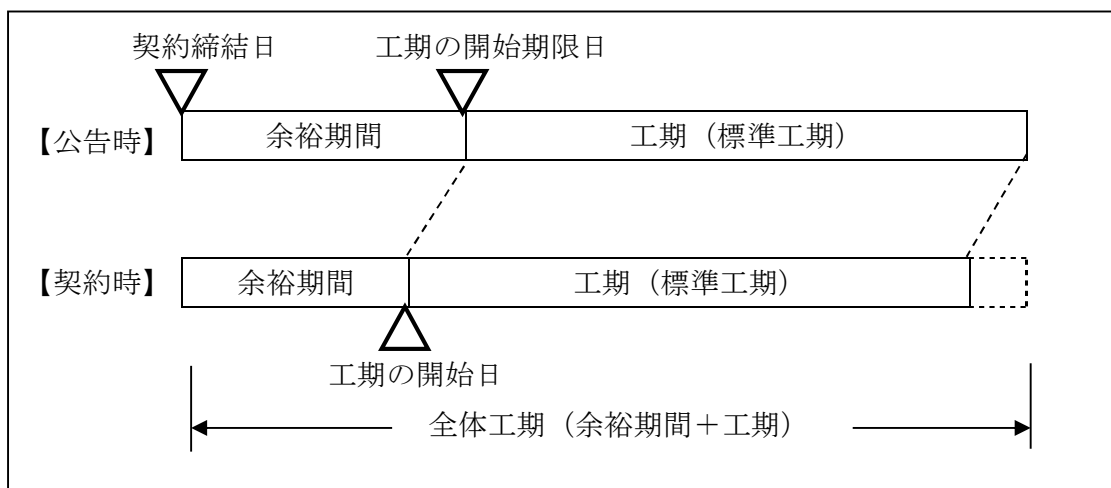 契約締結日 工期の開始期限日
【公告時】 余裕期間 工期（標準工期）
【契約時】 余裕期間 工期（標準工期）
工期の開始日
全体工期（余裕期間＋工期）